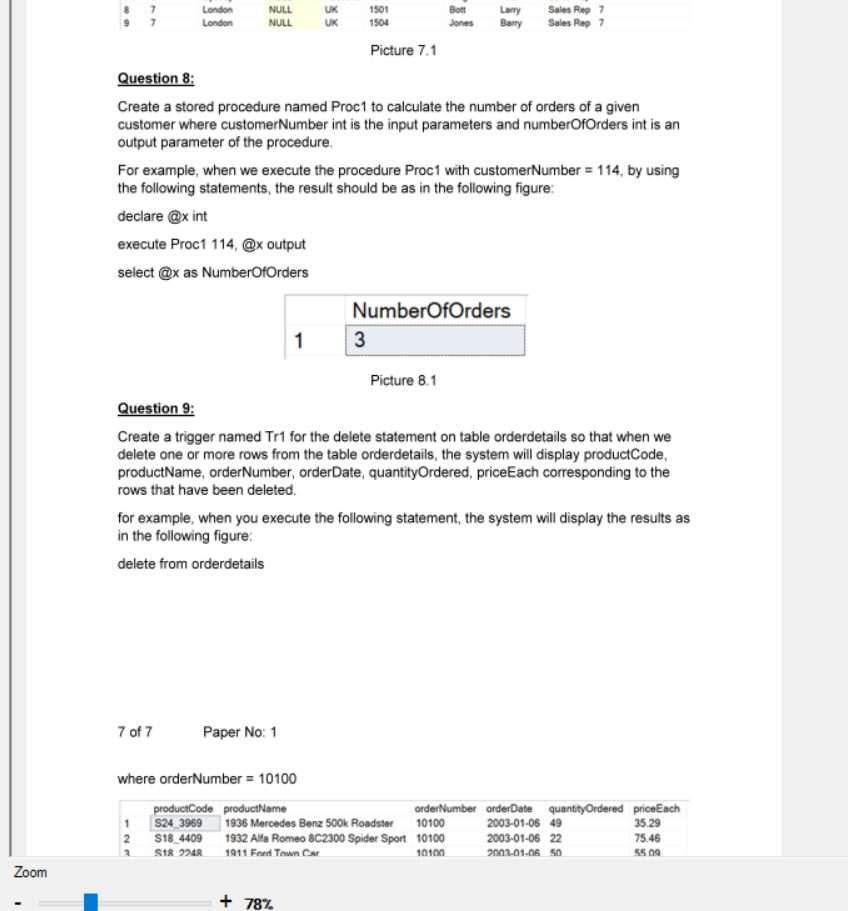 8 7 London NULL UK 1501 Bott Larry Sales Rep 7
9 7 London NULL UK 1504 Jones Barry Sales Rep 7
Picture 7.1
Question 8:
Create a stored procedure named Proc1 to calculate the number of orders of a given
customer where customerNumber int is the input parameters and numberOfOrders int is an
output parameter of the procedure.
For example, when we execute the procedure Proc1 with customerNumber = 114, by using
the following statements, the result should be as in the following figure:
declare @x int
execute Proc1 114, @x output
select @x as NumberOfOrders
NumberOfOrders
1 3
Picture 8.1
Question 9:
Create a trigger named Tr1 for the delete statement on table orderdetails so that when we
delete one or more rows from the table orderdetails, the system will display productCode,
productName, orderNumber, orderDate, quantityOrdered, priceEach corresponding to the
rows that have been deleted.
for example, when you execute the following statement, the system will display the results as
in the following figure:
delete from orderdetails
7 of 7 Paper No: 1
where orderNumber = 10100
productCode productName orderNumber orderDate quantityOrdered priceEach
1 S24_3969 1936 Mercedes Benz 500k Roadster 10100 2003-01-06 49 35.29
2 S18_4409 1932 Alfa Romeo 8C2300 Spider Sport 10100 2003-01-06 22 75.46
3 S18_2248 1911 Ford Town Car 10100 2003-01-06 50 55.09
Zoom
- + 78%